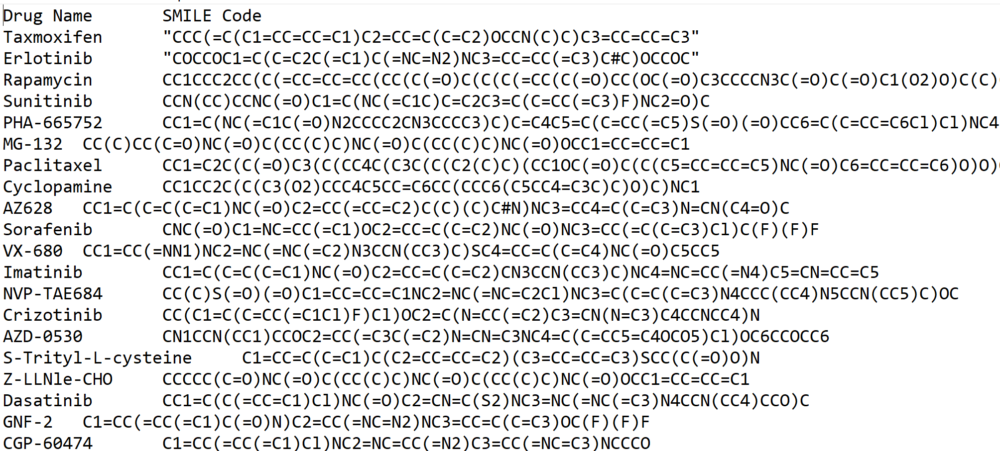 Drug Name	SMILE Code
Taxmoxifen	"CCC(=C(C1=CC=CC=C1)C2=CC=C(C=C2)OCCN(C)C)C3=CC=CC=C3"
Erlotinib	"COCCOC1=C(C=C2C(=C1)C(=NC=N2)NC3=CC=CC(=C3)C#C)OCCOC"
Rapamycin	CC1CCC2CC(C(=CC=CC=CC(CC(C(=O)C(C(C(=CC(C(=O)CC(OC(=O)C3CCCCN3C(=O)C(=O)C1(O2)O)C(C)
Sunitinib	CCN(CC)CCNC(=O)C1=C(NC(=C1C)C=C2C3=C(C=CC(=C3)F)NC2=O)C
PHA-665752	CC1=C(NC(=C1C(=O)N2CCCC2CN3CCCC3)C)C=C4C5=C(C=CC(=C5)S(=O)(=O)CC6=C(C=CC=C6Cl)Cl)NC4
MG-132	CC(C)CC(C=O)NC(=O)C(CC(C)C)NC(=O)C(CC(C)C)NC(=O)OCC1=CC=CC=C1
Paclitaxel	CC1=C2C(C(=O)C3(C(CC4C(C3C(C(C2(C)C)(CC1OC(=O)C(C(C5=CC=CC=C5)NC(=O)C6=CC=CC=C6)O)O)
Cyclopamine	CC1CC2C(C(C3(O2)CCC4C5CC=C6CC(CCC6(C5CC4=C3C)C)O)C)NC1
AZ628	CC1=C(C=C(C=C1)NC(=O)C2=CC(=CC=C2)C(C)(C)C#N)NC3=CC4=C(C=C3)N=CN(C4=O)C
Sorafenib	CNC(=O)C1=NC=CC(=C1)OC2=CC=C(C=C2)NC(=O)NC3=CC(=C(C=C3)Cl)C(F)(F)F
VX-680	CC1=CC(=NN1)NC2=NC(=NC(=C2)N3CCN(CC3)C)SC4=CC=C(C=C4)NC(=O)C5CC5
Imatinib	CC1=C(C=C(C=C1)NC(=O)C2=CC=C(C=C2)CN3CCN(CC3)C)NC4=NC=CC(=N4)C5=CN=CC=C5
NVP-TAE684	CC(C)S(=O)(=O)C1=CC=CC=C1NC2=NC(=NC=C2Cl)NC3=C(C=C(C=C3)N4CCC(CC4)N5CCN(CC5)C)OC
Crizotinib	CC(C1=C(C=CC(=C1Cl)F)Cl)OC2=C(N=CC(=C2)C3=CN(N=C3)C4CCNCC4)N
AZD-0530	CN1CCN(CC1)CCOC2=CC(=C3C(=C2)N=CN=C3NC4=C(C=CC5=C4OCO5)Cl)OC6CCOCC6
S-Trityl-L-cysteine	C1=CC=C(C=C1)C(C2=CC=CC=C2)(C3=CC=CC=C3)SCC(C(=O)O)N
Z-LLNle-CHO	CCCCC(C=O)NC(=O)C(CC(C)C)NC(=O)C(CC(C)C)NC(=O)OCC1=CC=CC=C1
Dasatinib	CC1=C(C(=CC=C1)Cl)NC(=O)C2=CN=C(S2)NC3=NC(=NC(=C3)N4CCN(CC4)CCO)C
GNF-2	C1=CC(=CC(=C1)C(=O)N)C2=CC(=NC=N2)NC3=CC=C(C=C3)OC(F)(F)F
CGP-60474	C1=CC(=CC(=C1)Cl)NC2=NC=CC(=N2)C3=CC(=NC=C3)NCCCO